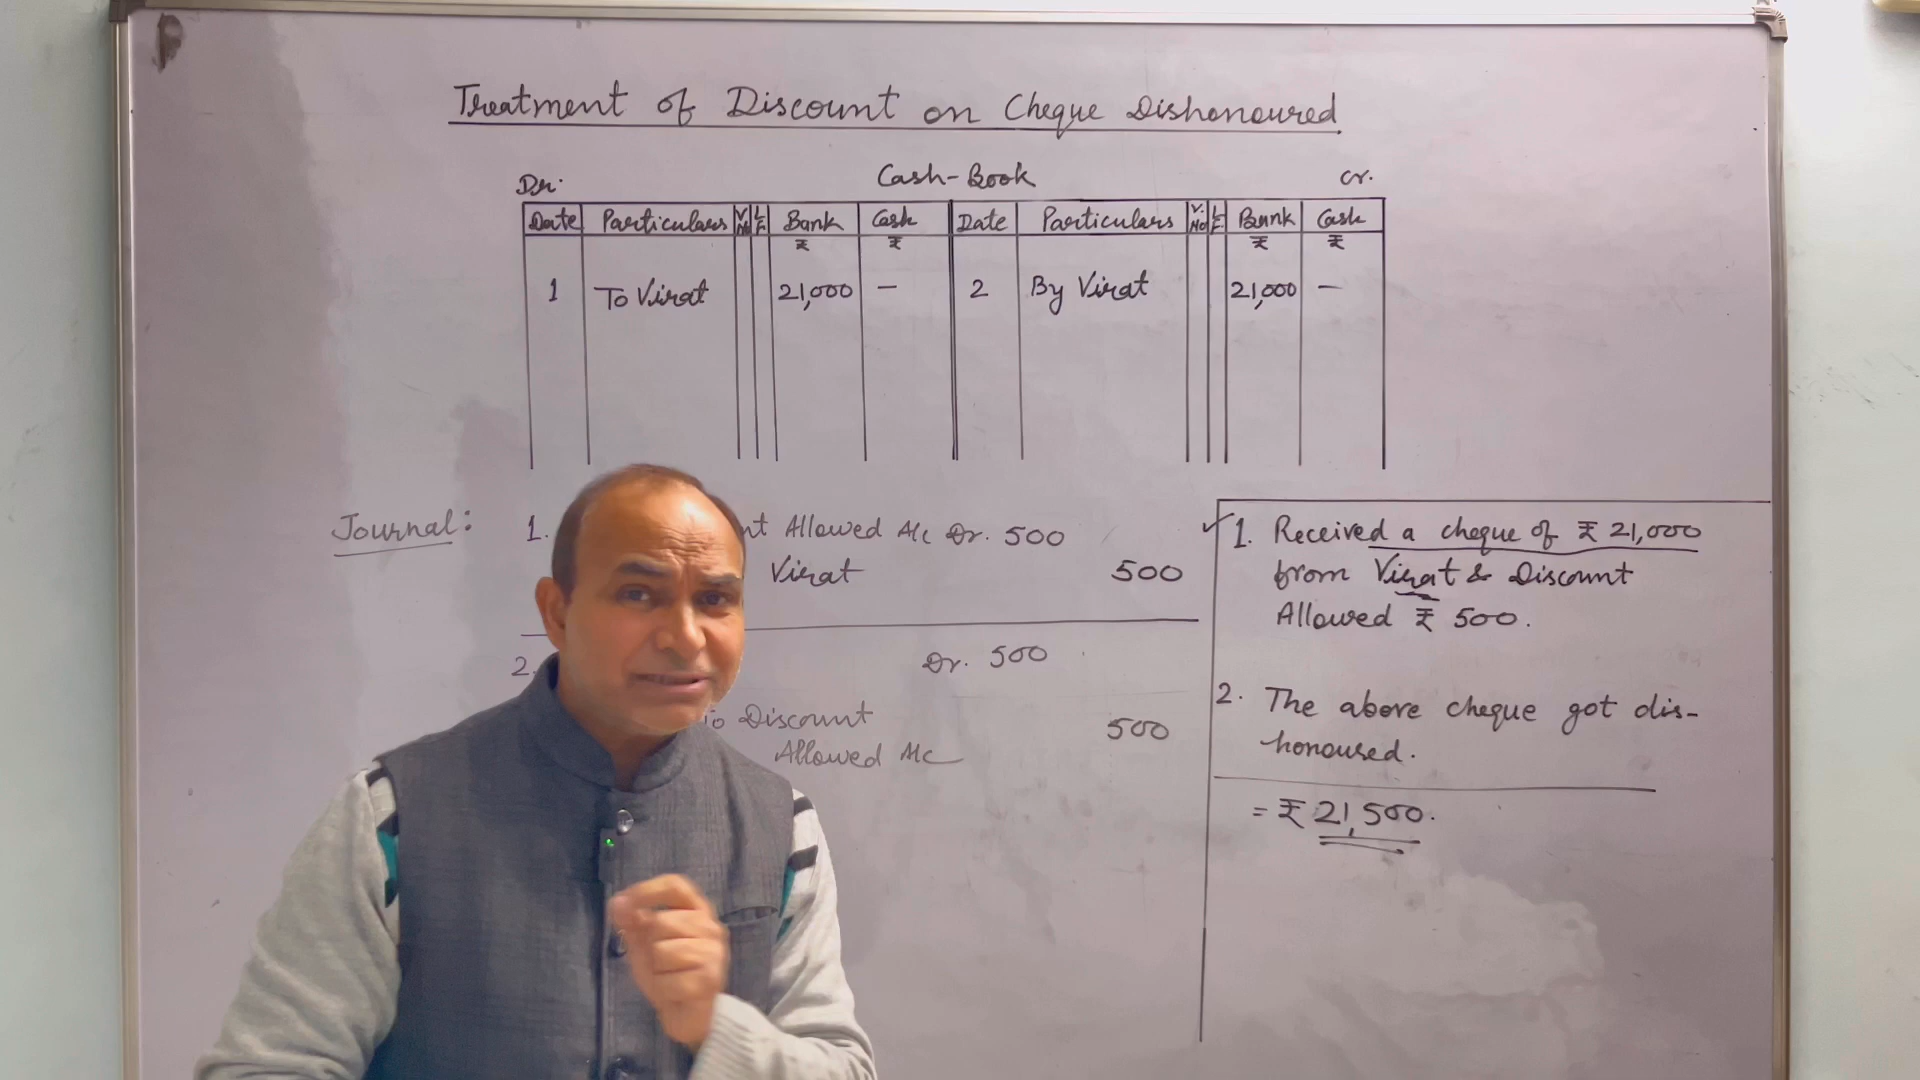 Treatment of Discount on Cheque Dishonoured
Dr. Cash-Book Cr.
Date Particulars V. No L F Bank ₹ Cash ₹ Date Particulars V. No L F Bank ₹ Cash ₹
1 To Virat 21,000 – 2 By Virat 21,000 –
Journal: 1. nt Allowed A/c Dr. 500
Virat 500
2. Dr. 500
To Discount 500
Allowed A/c
1. Received a cheque of ₹ 21,000
from Virat & Discount
Allowed ₹ 500.
2. The above cheque got dis-
honoured.
= ₹ 21,500.